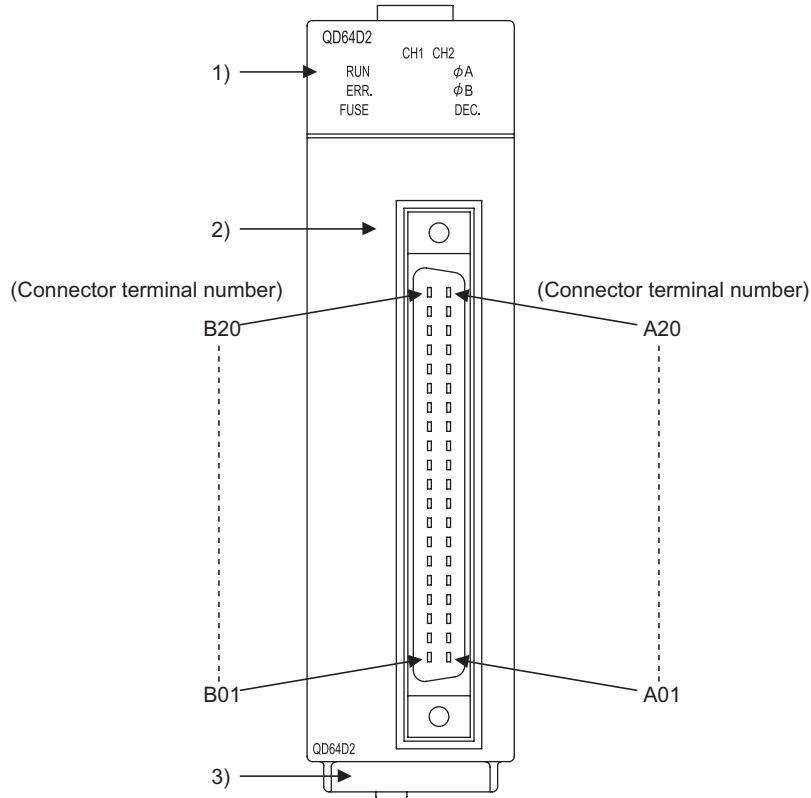 QD64D2
CH1 CH2
1) RUN ϕA
ERR. ϕB
FUSE DEC.
2)
(Connector terminal number) (Connector terminal number)
B20 A20
B01 A01
QD64D2
3)